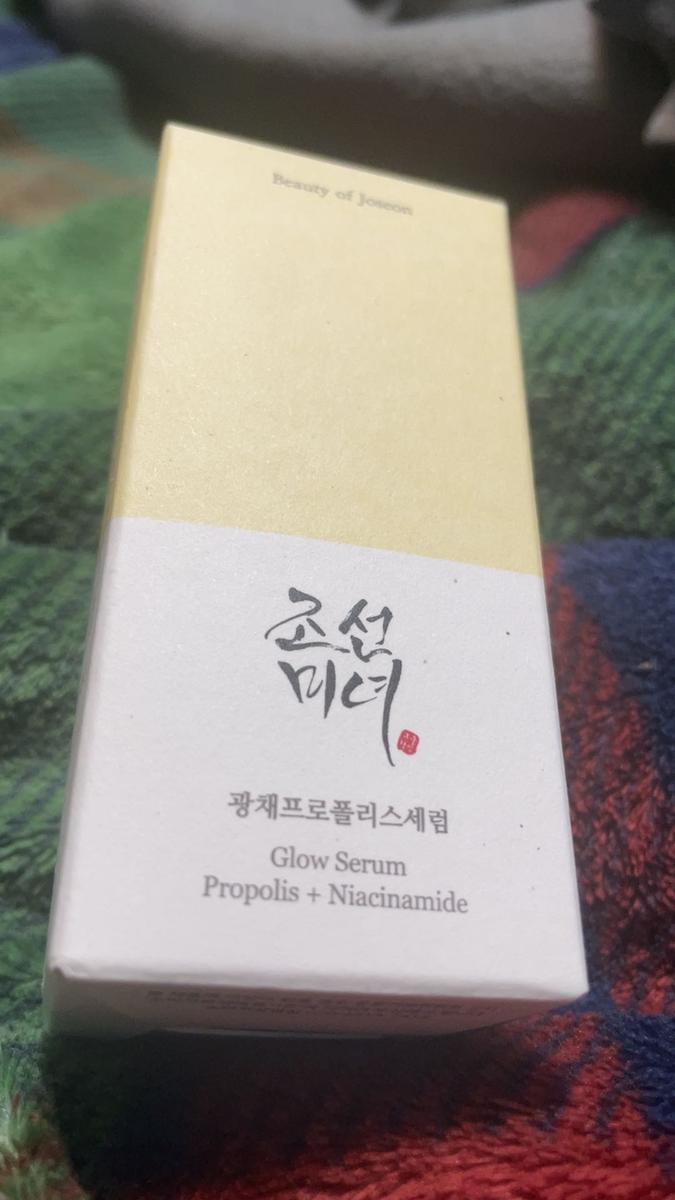 Beauty of Joseon
조선
미녀
광채프로폴리스세럼
Glow Serum
Propolis + Niacinamide